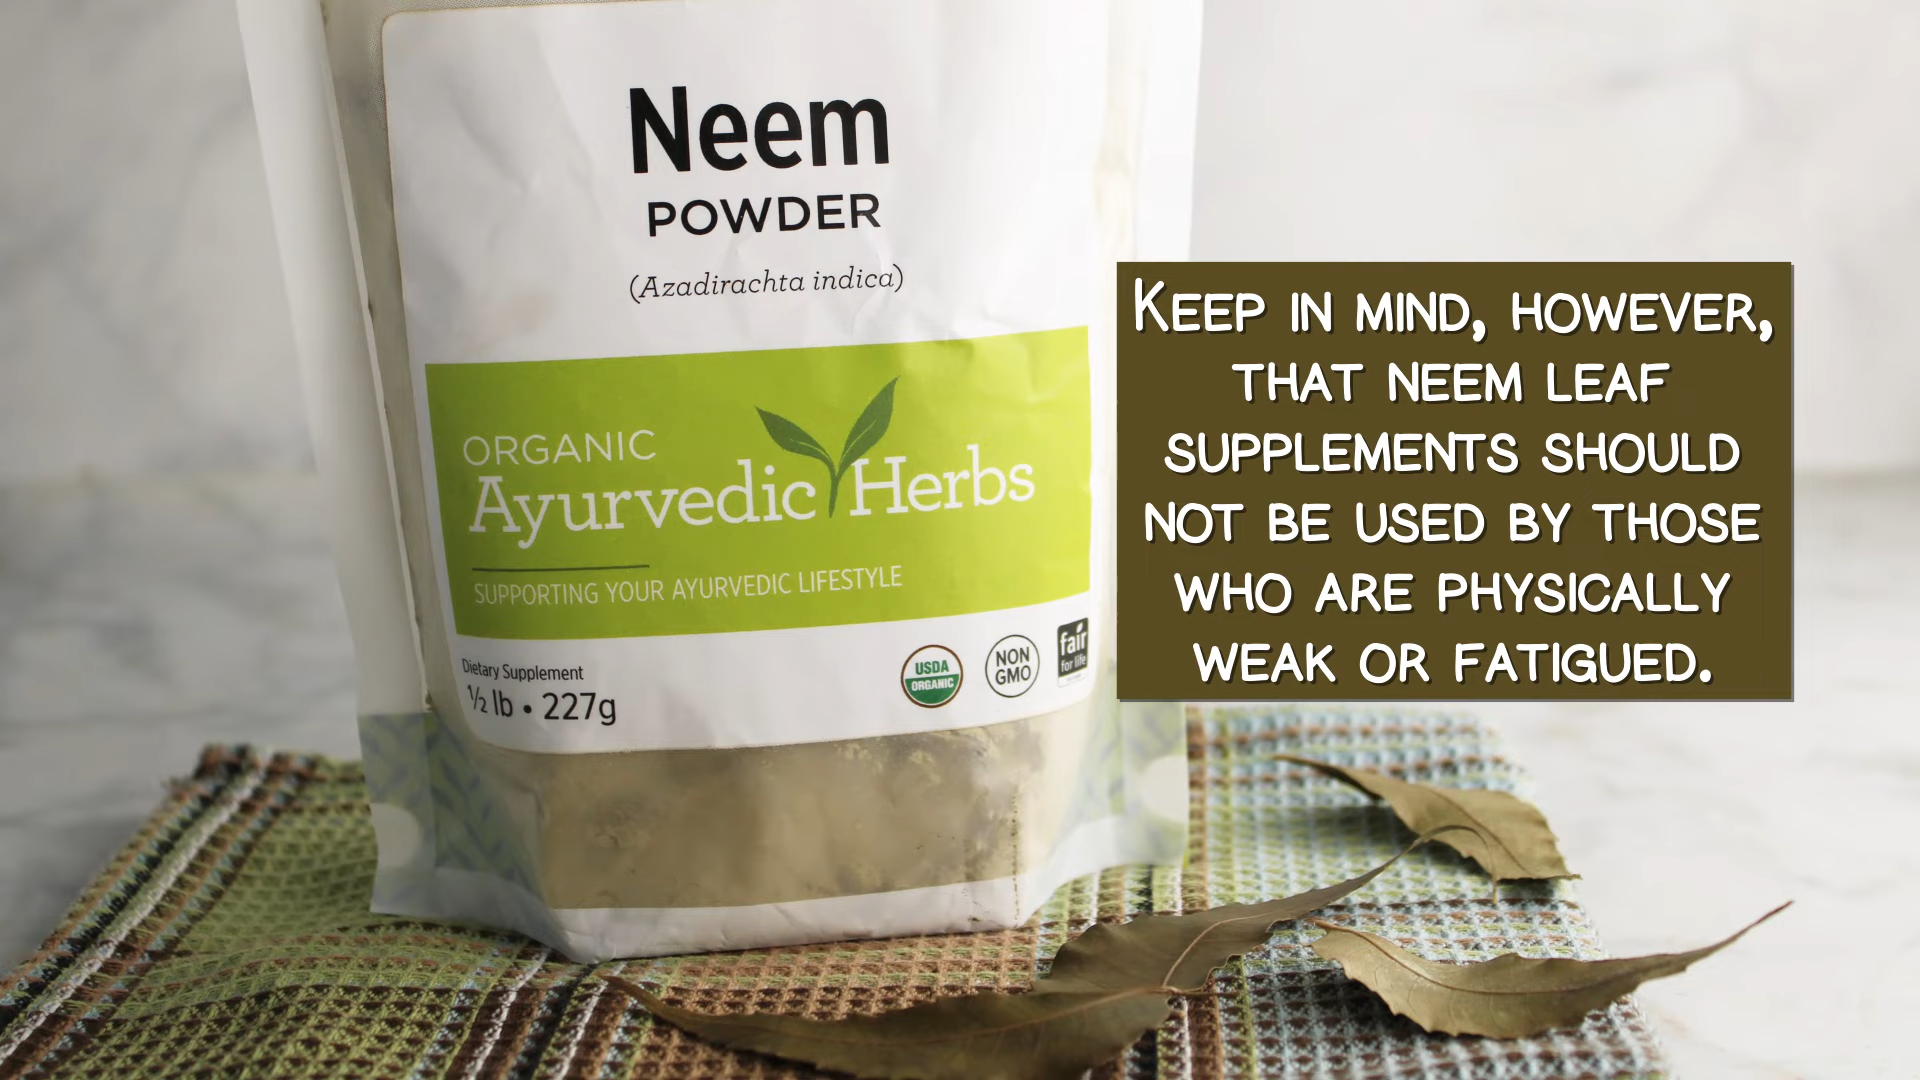 Neem
POWDER
(Azadirachta indica)
ORGANIC
Ayurvedic Herbs
SUPPORTING YOUR AYURVEDIC LIFESTYLE
Dietary Supplement
½ lb • 227g
USDA
ORGANIC
NON
GMO
fair
for life
KEEP IN MIND, HOWEVER,
THAT NEEM LEAF
SUPPLEMENTS SHOULD
NOT BE USED BY THOSE
WHO ARE PHYSICALLY
WEAK OR FATIGUED.